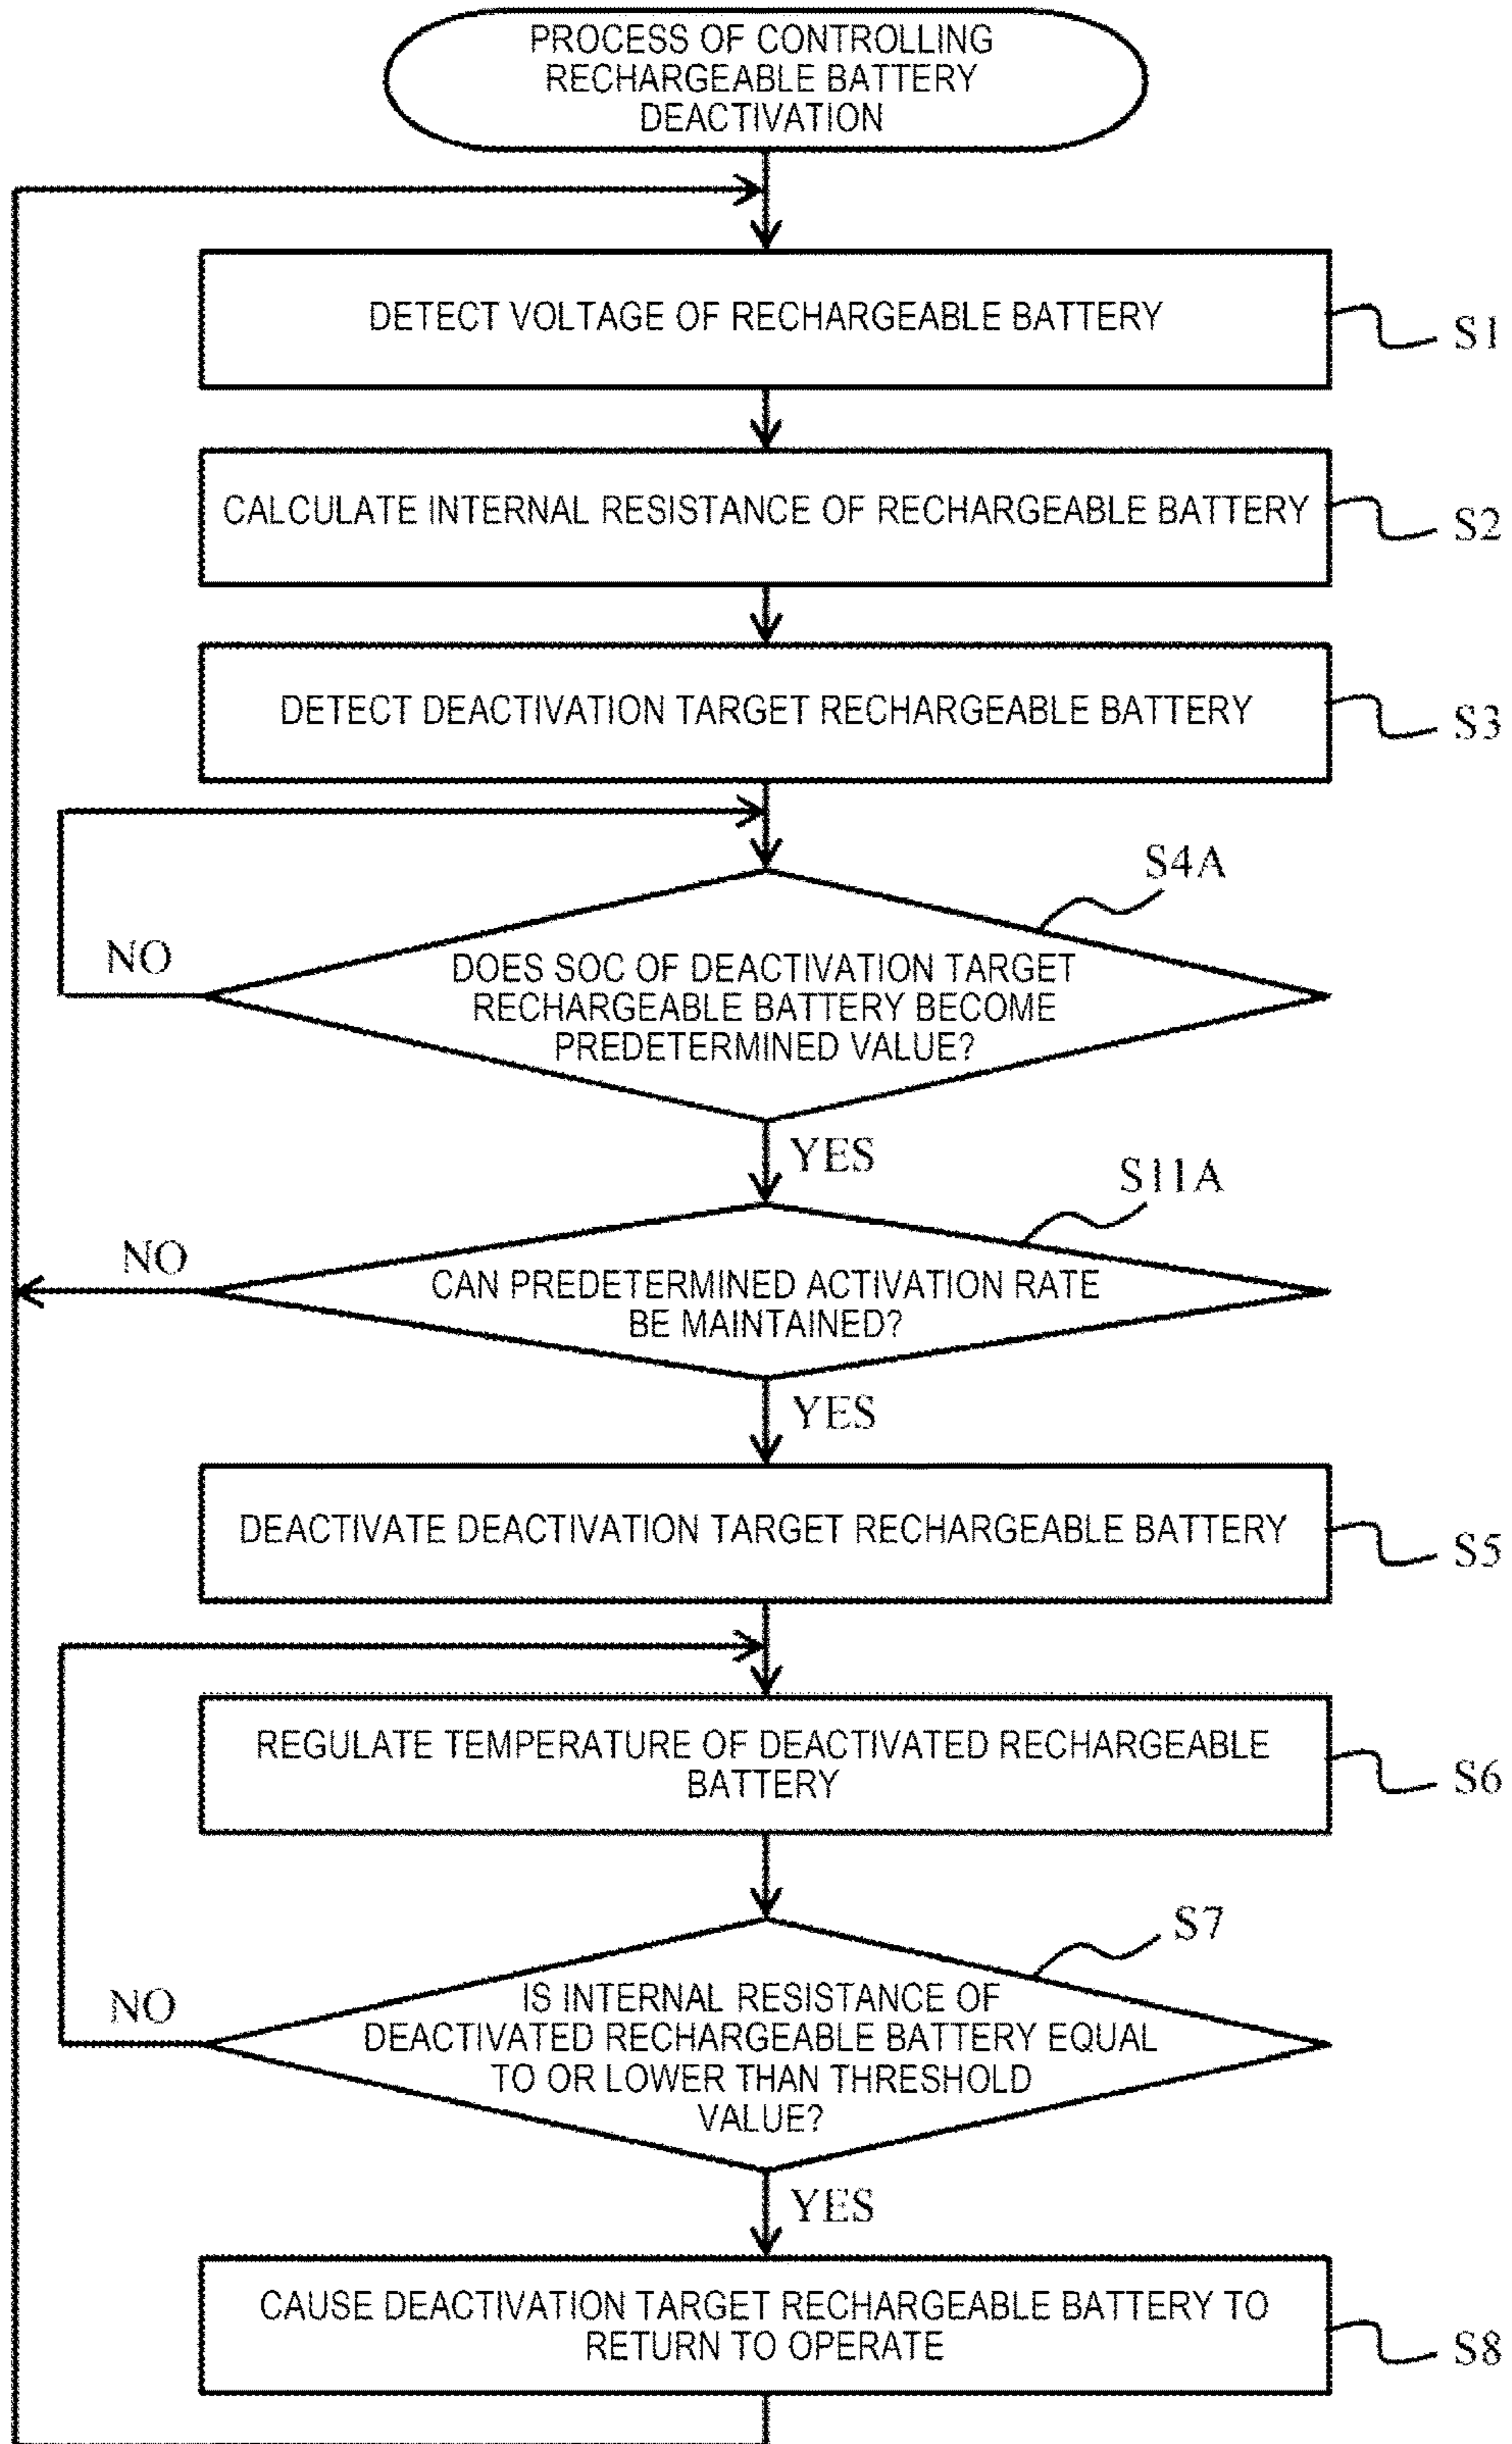 PROCESS OF CONTROLLING
RECHARGEABLE BATTERY
DEACTIVATION
DETECT VOLTAGE OF RECHARGEABLE BATTERY
S1
CALCULATE INTERNAL RESISTANCE OF RECHARGEABLE BATTERY
S2
DETECT DEACTIVATION TARGET RECHARGEABLE BATTERY
S3
S4A
NO
DOES SOC OF DEACTIVATION TARGET
RECHARGEABLE BATTERY BECOME
PREDETERMINED VALUE?
YES
S11A
NO
CAN PREDETERMINED ACTIVATION RATE
BE MAINTAINED?
YES
DEACTIVATE DEACTIVATION TARGET RECHARGEABLE BATTERY
S5
REGULATE TEMPERATURE OF DEACTIVATED RECHARGEABLE
BATTERY
S6
S7
NO
IS INTERNAL RESISTANCE OF
DEACTIVATED RECHARGEABLE BATTERY EQUAL
TO OR LOWER THAN THRESHOLD
VALUE?
YES
CAUSE DEACTIVATION TARGET RECHARGEABLE BATTERY TO
RETURN TO OPERATE
S8